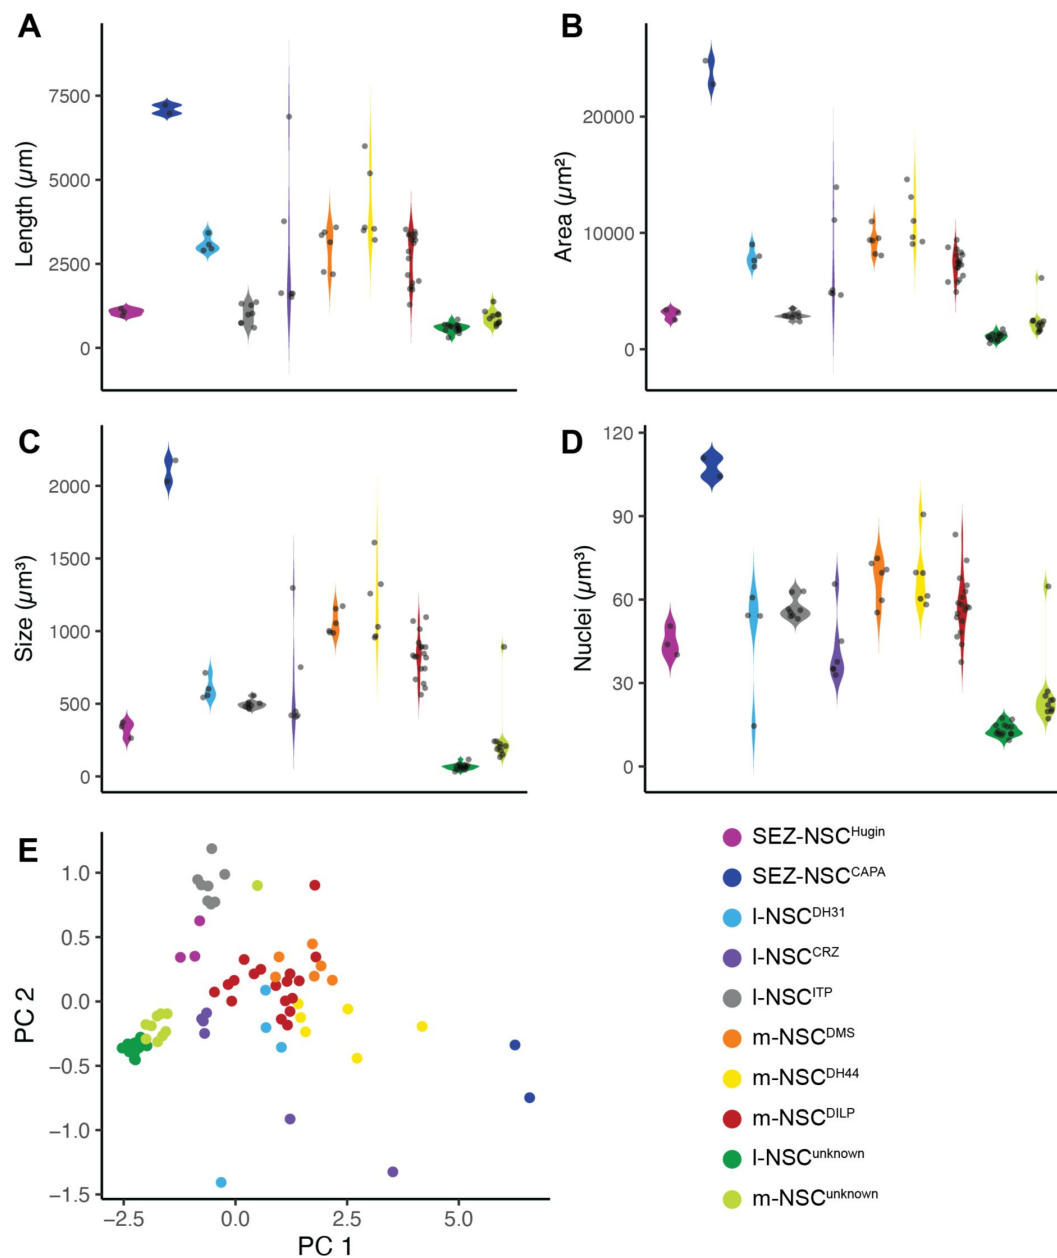 A
Length (µm)
7500
5000
2500
0
B
Area (µm²)
20000
10000
0
C
Size (µm³)
2000
1500
1000
500
0
D
Nuclei (µm³)
120
90
60
30
0
E
PC 2
1.0
0.5
0.0
−0.5
−1.0
−1.5
−2.5 0.0 2.5 5.0
PC 1
SEZ-NSC^Hugin
SEZ-NSC^CAPA
l-NSC^DH31
l-NSC^CRZ
l-NSC^ITP
m-NSC^DMS
m-NSC^DH44
m-NSC^DILP
l-NSC^unknown
m-NSC^unknown